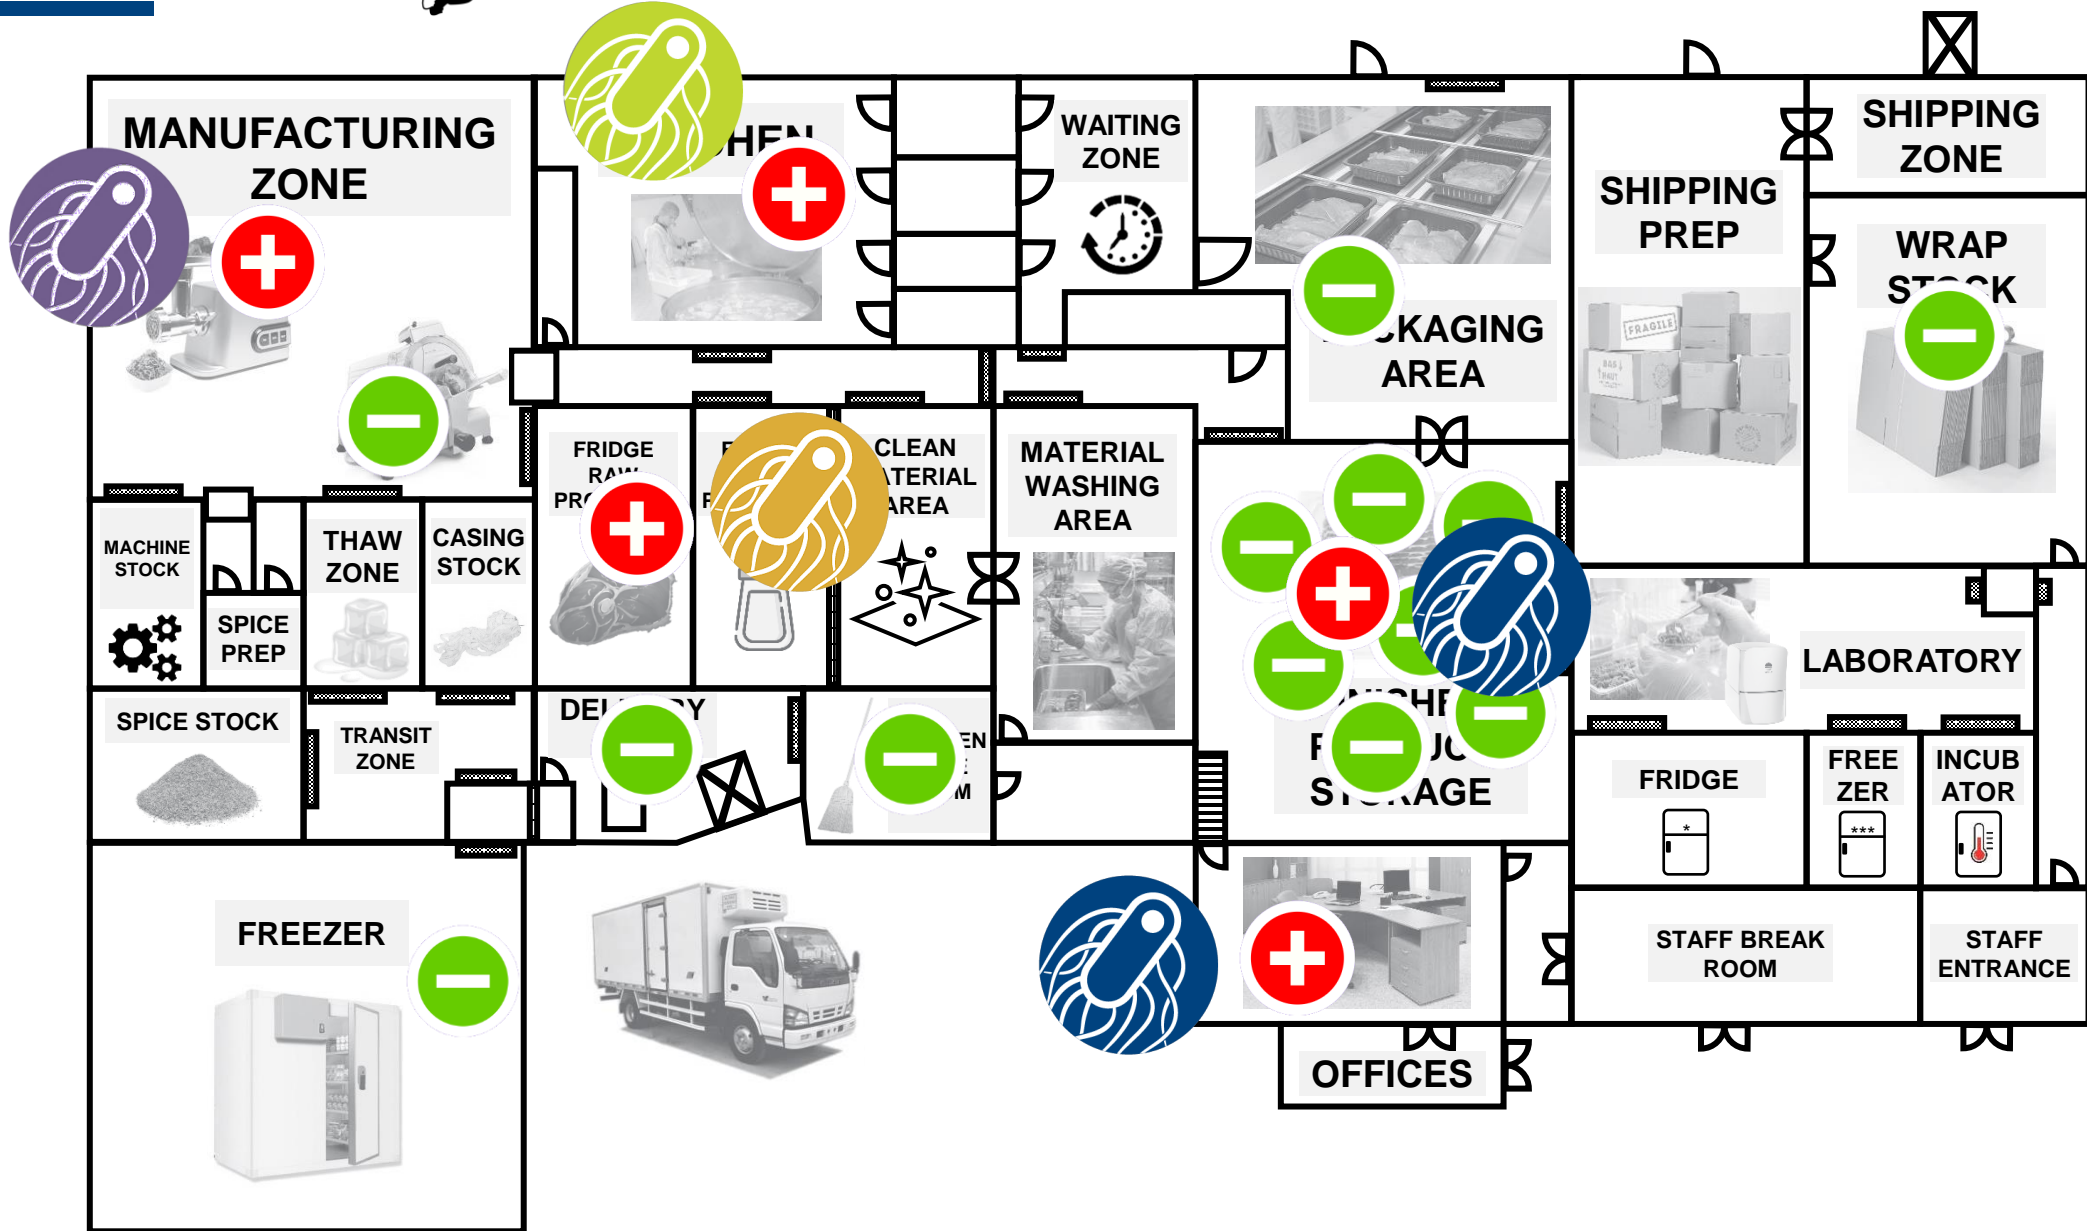 MANUFACTURING
ZONE
WAITING
ZONE
SHIPPING
ZONE
SHIPPING
PREP
WRAP
FRAGILE
AREA
FRIDGE
CLEAN
AREA
MATERIAL
WASHING
AREA
MACHINE
STOCK
THAW
ZONE
CASING
STOCK
SPICE
PREP
LABORATORY
SPICE STOCK
TRANSIT
ZONE
FRIDGE
*
FREE
ZER
***
INCUB
ATOR
FREEZER
STAFF BREAK
ROOM
STAFF
ENTRANCE
OFFICES